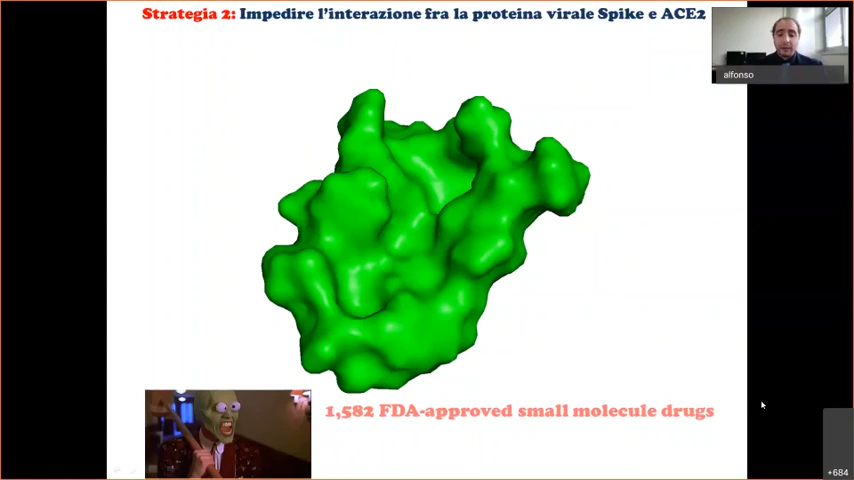 Strategia 2: Impedire l'interazione fra la proteina virale Spike e ACE2
alfonso
1,582 FDA-approved small molecule drugs
+684